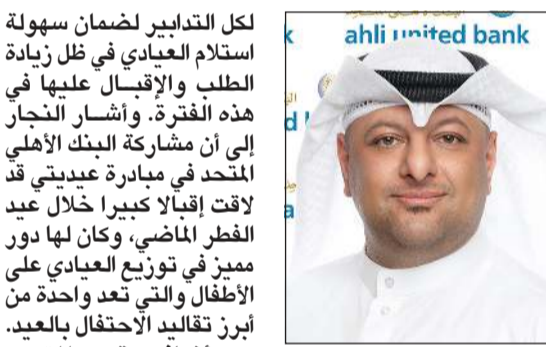 لكل التدابير لضمان سهولة
استلام العيادي في ظل زيادة
الطلب والإقبــال عليها في
هذه الفترة. وأشــار النجار
إلى أن مشاركة البنك الأهلي
المتحد في مبادرة عيديتي قد
لاقت إقبالا كبيرا خلال عيد
الفطر الماضي، وكان لها دور
مميز في توزيع العيادي على
الأطفال والتي تعد واحدة من
أبرز تقاليد الاحتفال بالعيد.
ahli united bank